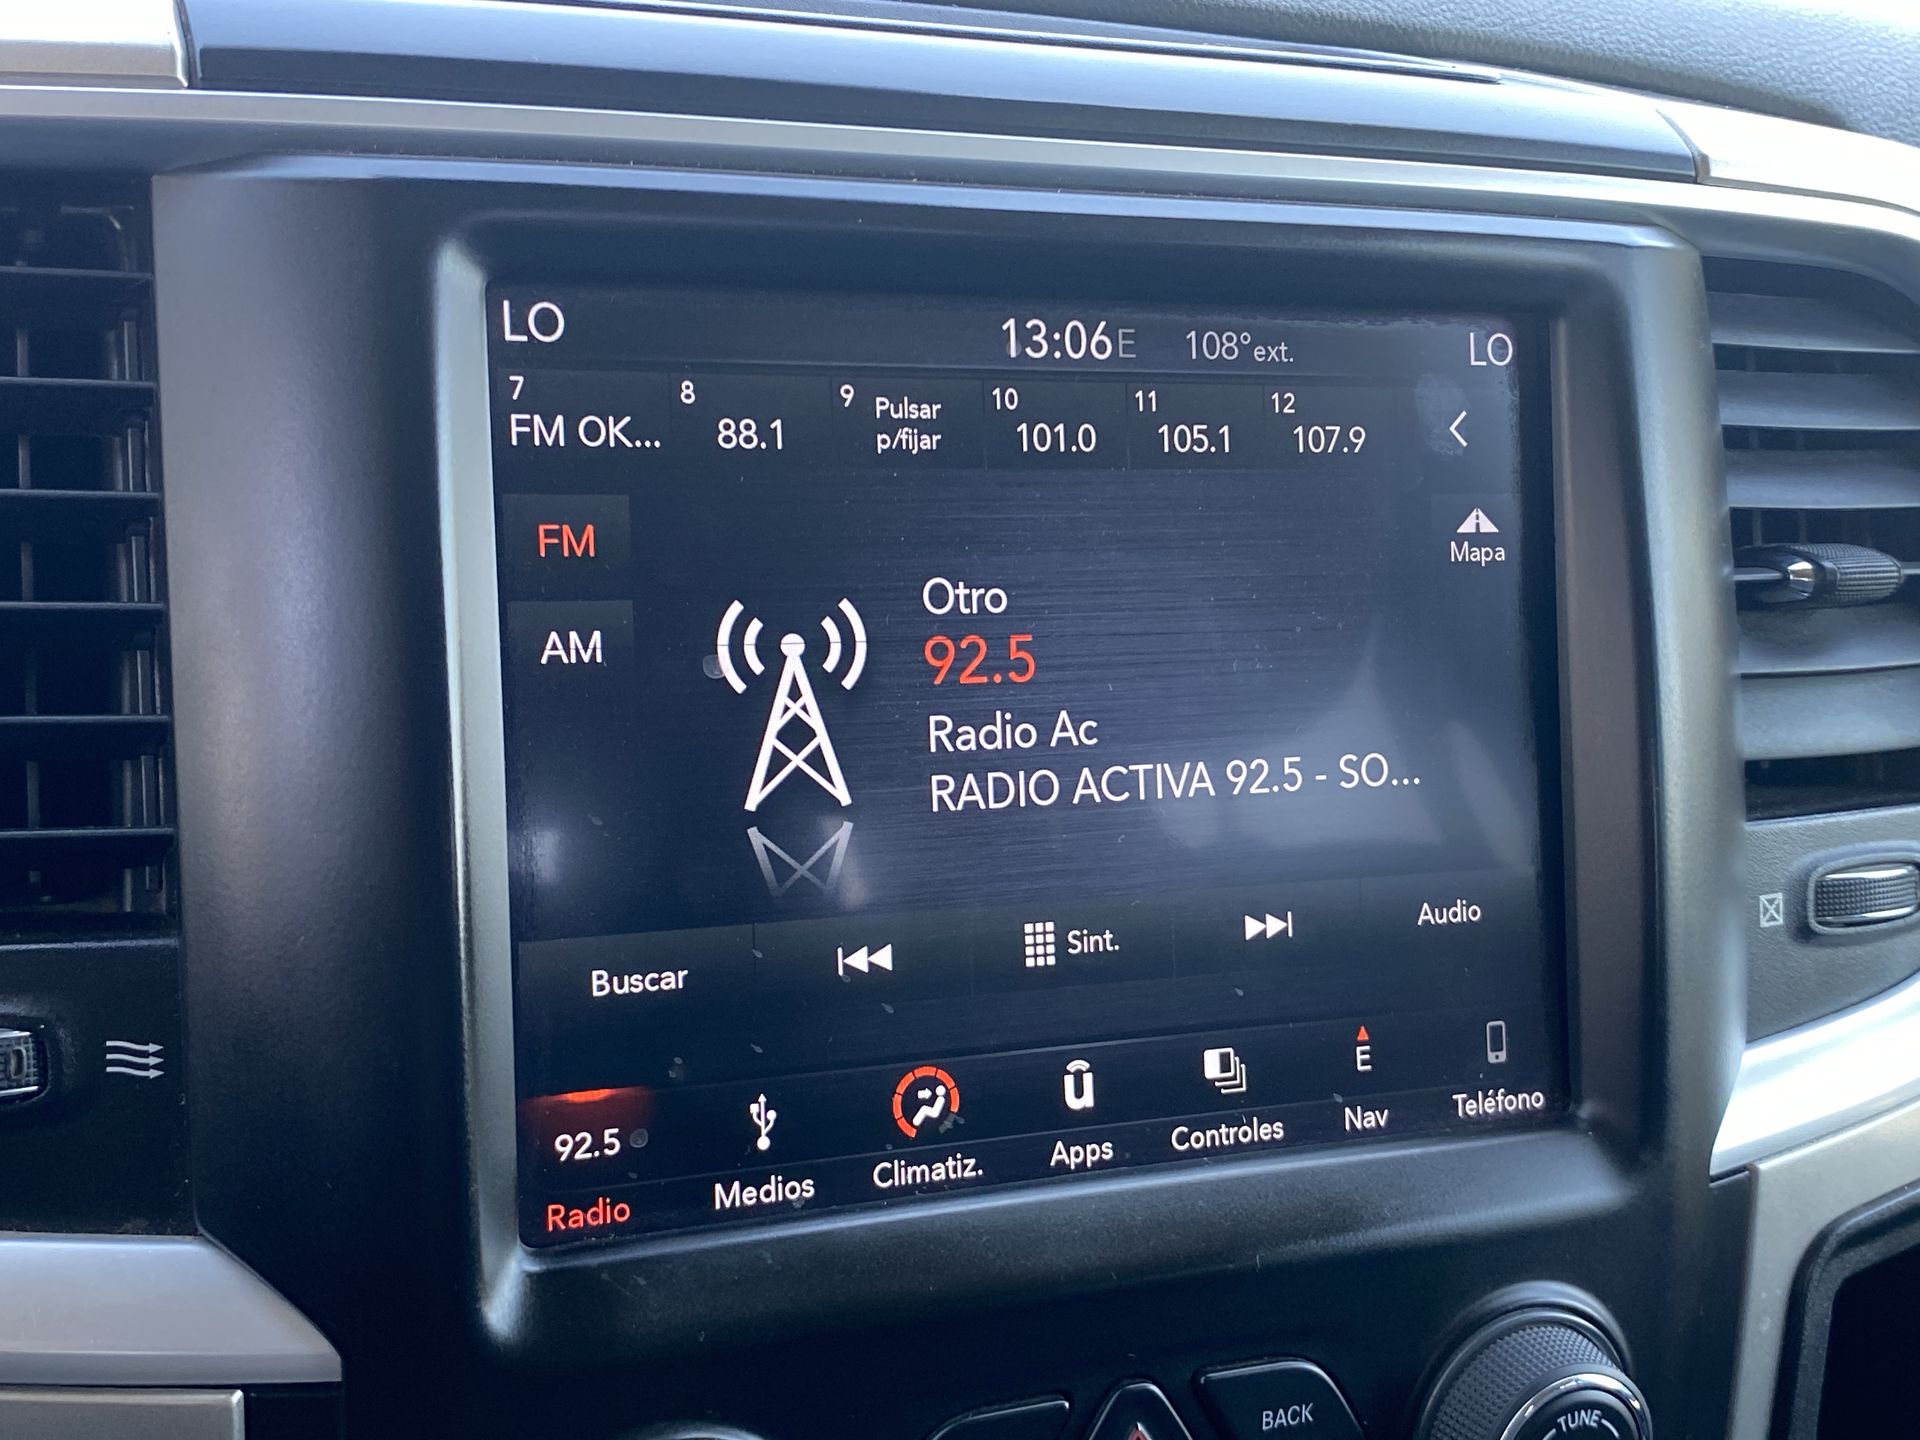 LO 13:06 E 108° ext. LO
7 FM OK... 8 88.1 9 Pulsar p/fijar 10 101.0 11 105.1 12 107.9
FM
Mapa
AM
Otro
92.5
Radio Ac
RADIO ACTIVA 92.5 - SO...
Buscar Sint. Audio
92.5 E
Radio Medios Climatiz. Apps Controles Nav Teléfono
BACK
TUNE